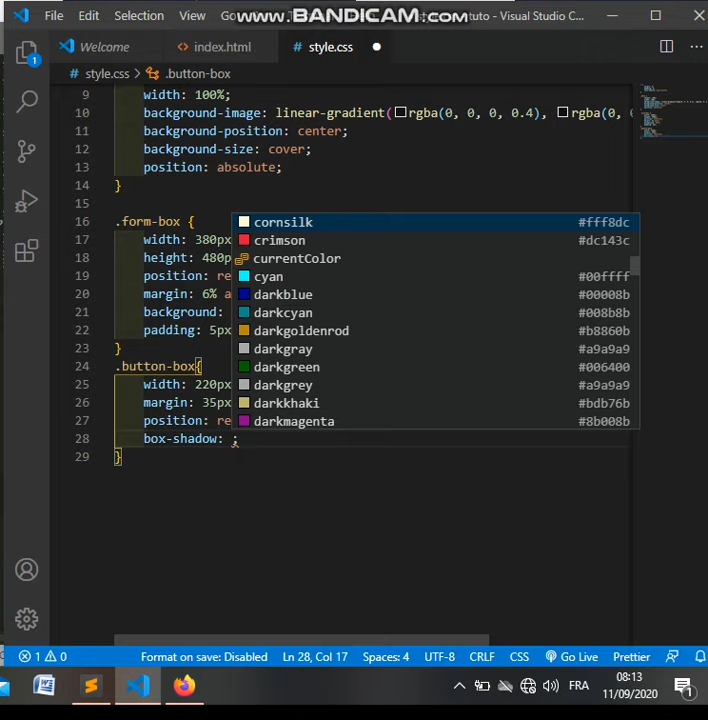 File Edit Selection View Go www.BANDICAM.com tuto - Visual Studio C...
Welcome index.html # style.css
# style.css > .button-box
9 width: 100%;
10 background-image: linear-gradient(rgba(0, 0, 0, 0.4), rgba(0, 0
11 background-position: center;
12 background-size: cover;
13 position: absolute;
14 }
15
16 .form-box {
17 width: 380px
18 height: 480p
19 position: re
20 margin: 6% a
21 background:
22 padding: 5px
23 }
24 .button-box{
25 width: 220px
26 margin: 35px
27 position: re
28 box-shadow: ;
29 }
cornsilk #fff8dc
crimson #dc143c
currentColor
cyan #00ffff
darkblue #00008b
darkcyan #008b8b
darkgoldenrod #b8860b
darkgray #a9a9a9
darkgreen #006400
darkgrey #a9a9a9
darkkhaki #bdb76b
darkmagenta #8b008b
1
1 0 Format on save: Disabled Ln 28, Col 17 Spaces: 4 UTF-8 CRLF CSS Go Live Prettier
FRA 08:13
11/09/2020 1